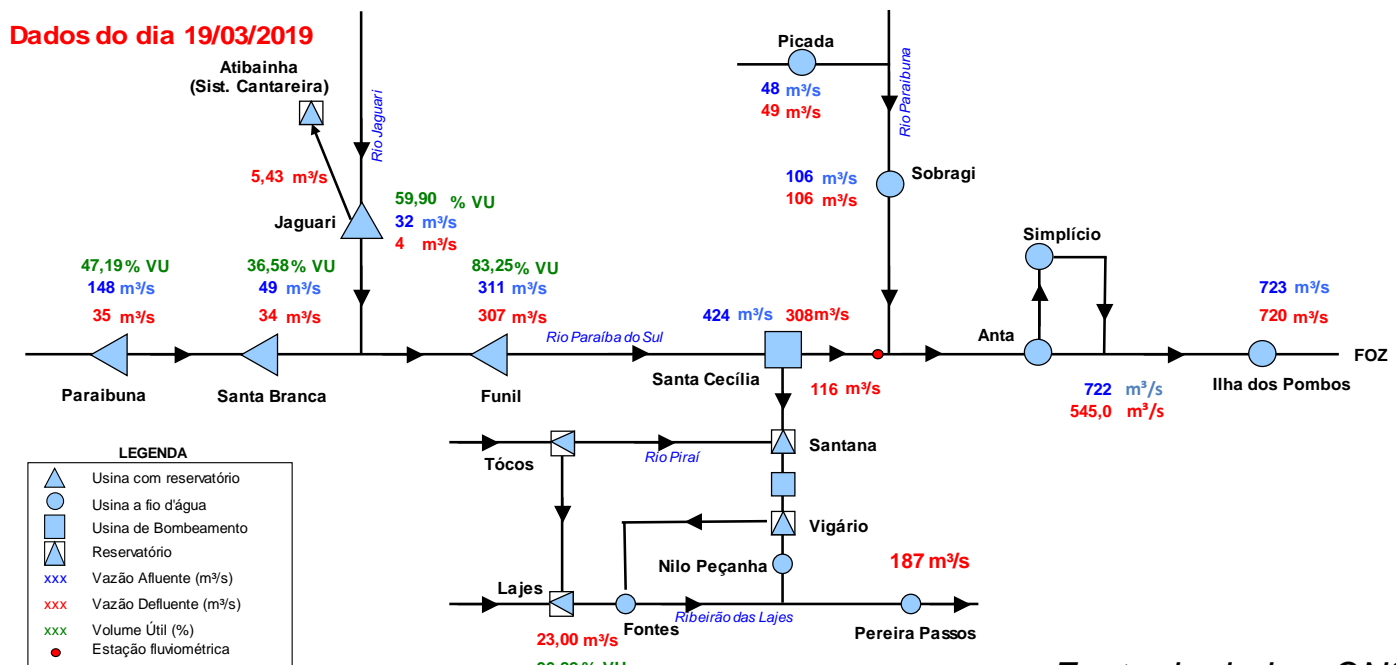 Dados do dia 19/03/2019
Atibainha
(Sist. Cantareira)
5,43 m³/s
Rio Jaguari
Jaguari
59,90 % VU
32 m³/s
4 m³/s
Picada
48 m³/s
49 m³/s
Rio Paraibuna
106 m³/s
106 m³/s
Sobragi
Simplício
47,19 % VU
148 m³/s
35 m³/s
Paraibuna
36,58 % VU
49 m³/s
34 m³/s
Santa Branca
83,25 % VU
311 m³/s
307 m³/s
Funil
Rio Paraíba do Sul
424 m³/s
308 m³/s
Santa Cecília
116 m³/s
Anta
722 m³/s
545,0 m³/s
723 m³/s
720 m³/s
Ilha dos Pombos
FOZ
Tócos
Rio Piraí
Santana
Vigário
Nilo Peçanha
187 m³/s
Lajes
23,00 m³/s
Fontes
Ribeirão das Lajes
Pereira Passos
LEGENDA
Usina com reservatório
Usina a fio d'água
Usina de Bombeamento
Reservatório
xxx Vazão Afluente (m³/s)
xxx Vazão Defluente (m³/s)
xxx Volume Útil (%)
Estação fluviométrica